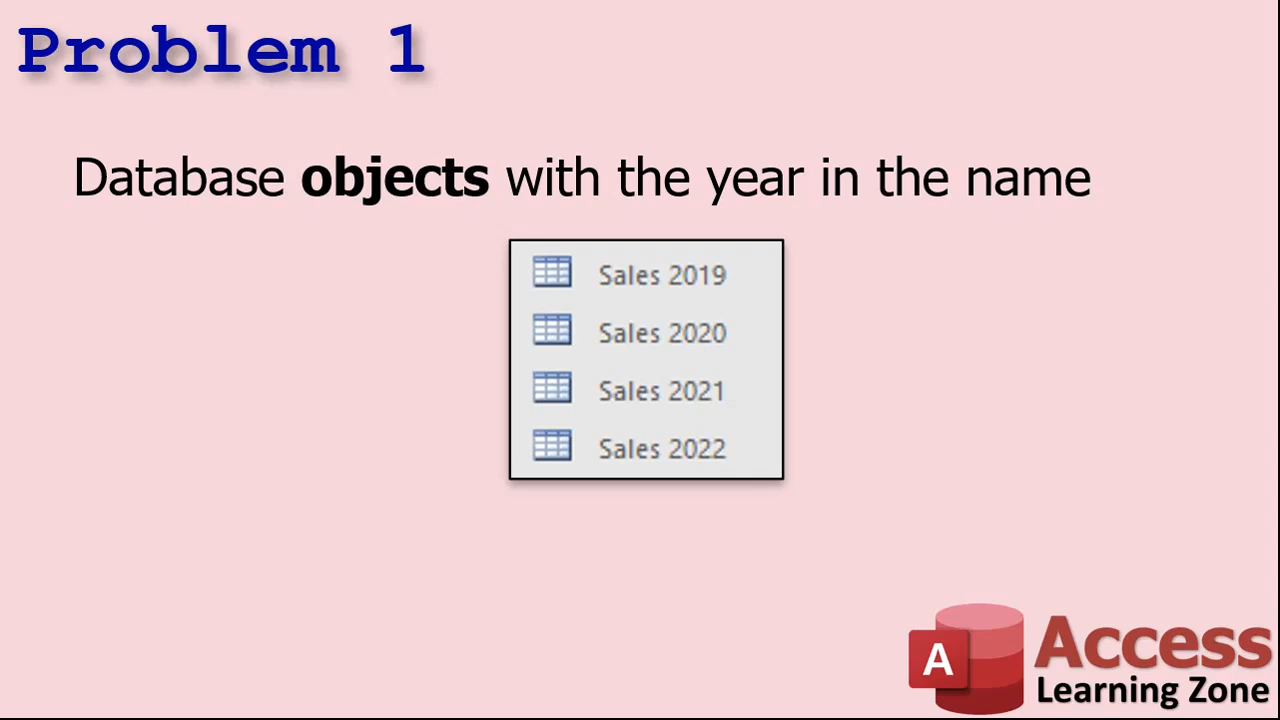 Problem 1
Database objects with the year in the name
Sales 2019
Sales 2020
Sales 2021
Sales 2022
A
Access
Learning Zone